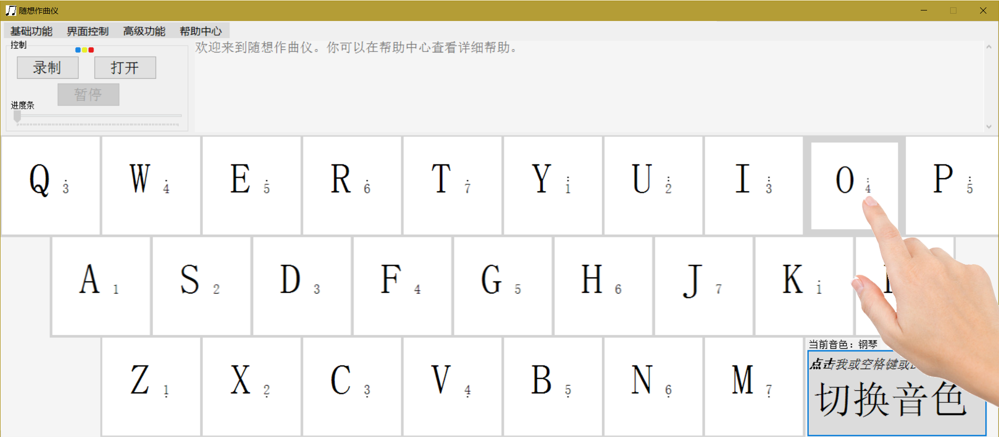 随想作曲仪
基础功能 界面控制 高级功能 帮助中心
控制
欢迎来到随想作曲仪。你可以在帮助中心查看详细帮助。
录制 打开
暂停
进度条
Q 3̇ W 4̇ E 5̇ R 6̇ T 7̇ Y 1̈ U 2̈ I 3̈ O 4̈ P 5̈
A 1 S 2 D 3 F 4 G 5 H 6 J 7 K 1̇
Z 1̣ X 2̣ C 3̣ V 4̣ B 5̣ N 6̣ M 7̣
当前音色：钢琴
点击我或空格键或
切换音色